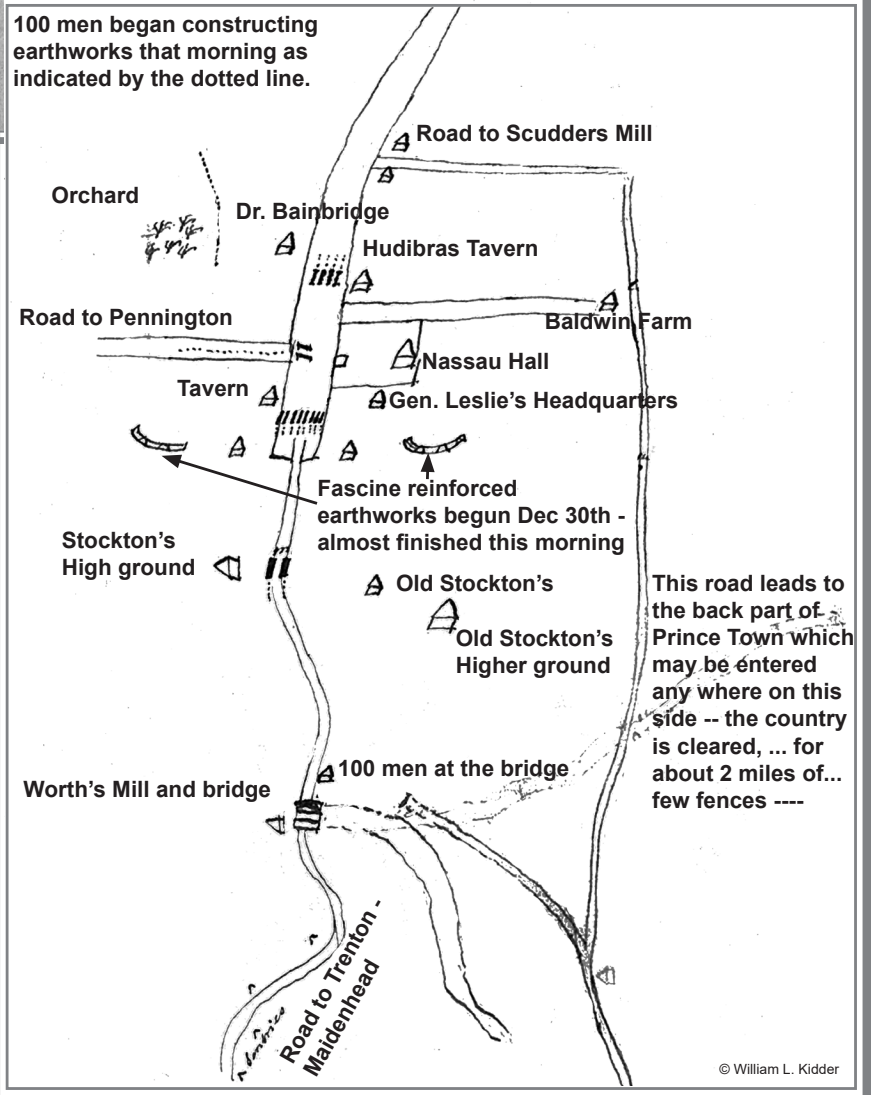 100 men began constructing
earthworks that morning as
indicated by the dotted line.
Road to Scudders Mill
Orchard
Dr. Bainbridge
Hudibras Tavern
Road to Pennington
Baldwin Farm
Nassau Hall
Tavern
Gen. Leslie's Headquarters
Fascine reinforced
earthworks begun Dec 30th -
almost finished this morning
Stockton's
High ground
Old Stockton's
Old Stockton's
Higher ground
This road leads to
the back part of
Prince Town which
may be entered
any where on this
side -- the country
is cleared, ... for
about 2 miles of...
few fences ----
100 men at the bridge
Worth's Mill and bridge
Road to Trenton -
Maidenhead
Sentries
© William L. Kidder